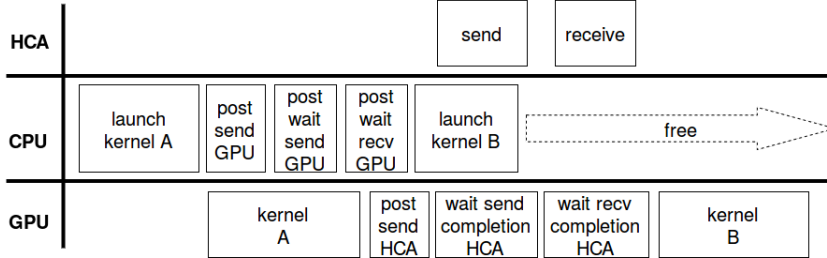 HCA
send
receive
CPU
launch
kernel A
post
send
GPU
post
wait
send
GPU
post
wait
recv
GPU
launch
kernel B
free
GPU
kernel
A
post
send
HCA
wait send
completion
HCA
wait recv
completion
HCA
kernel
B